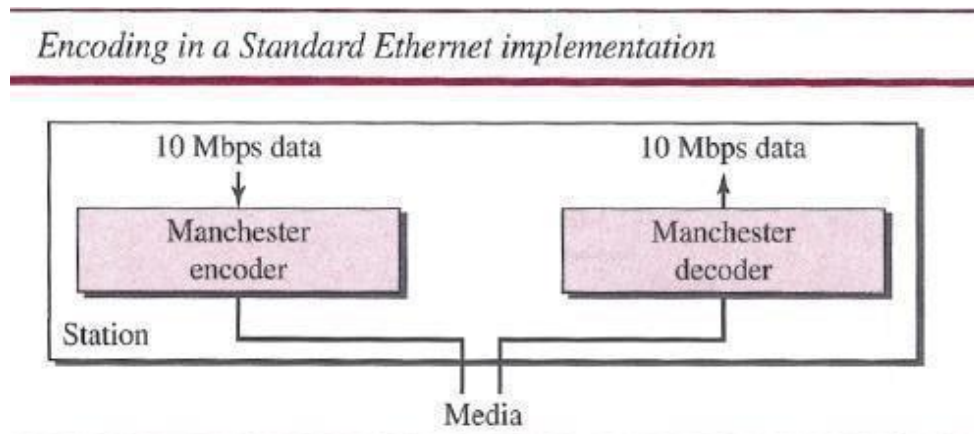 Encoding in a Standard Ethernet implementation
10 Mbps data
10 Mbps data
Manchester
encoder
Manchester
decoder
Station
Media